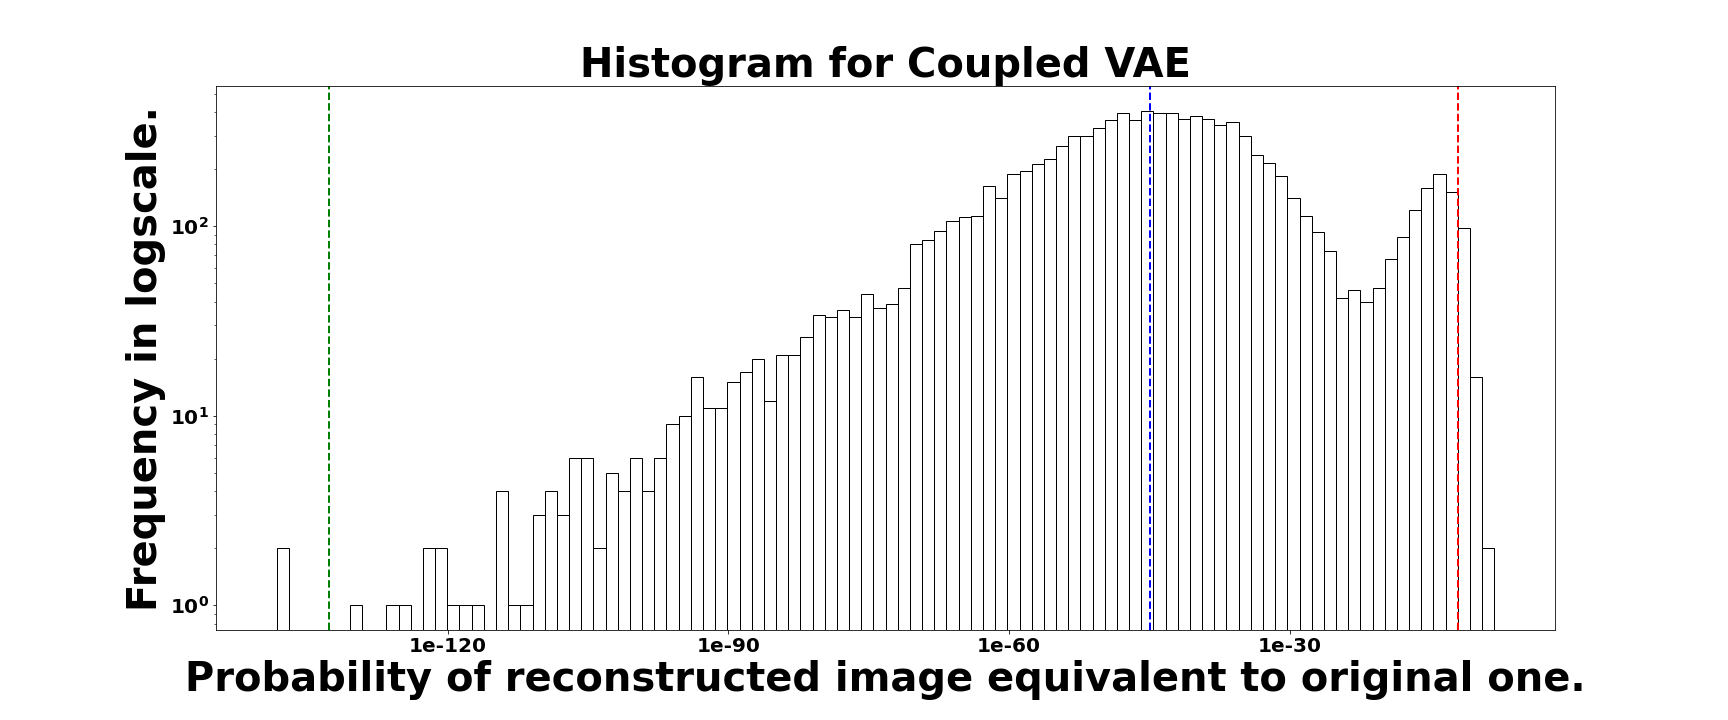 Histogram for Coupled VAE
Frequency in logscale.
10²
10¹
10⁰
1e-120 1e-90 1e-60 1e-30
Probability of reconstructed image equivalent to original one.